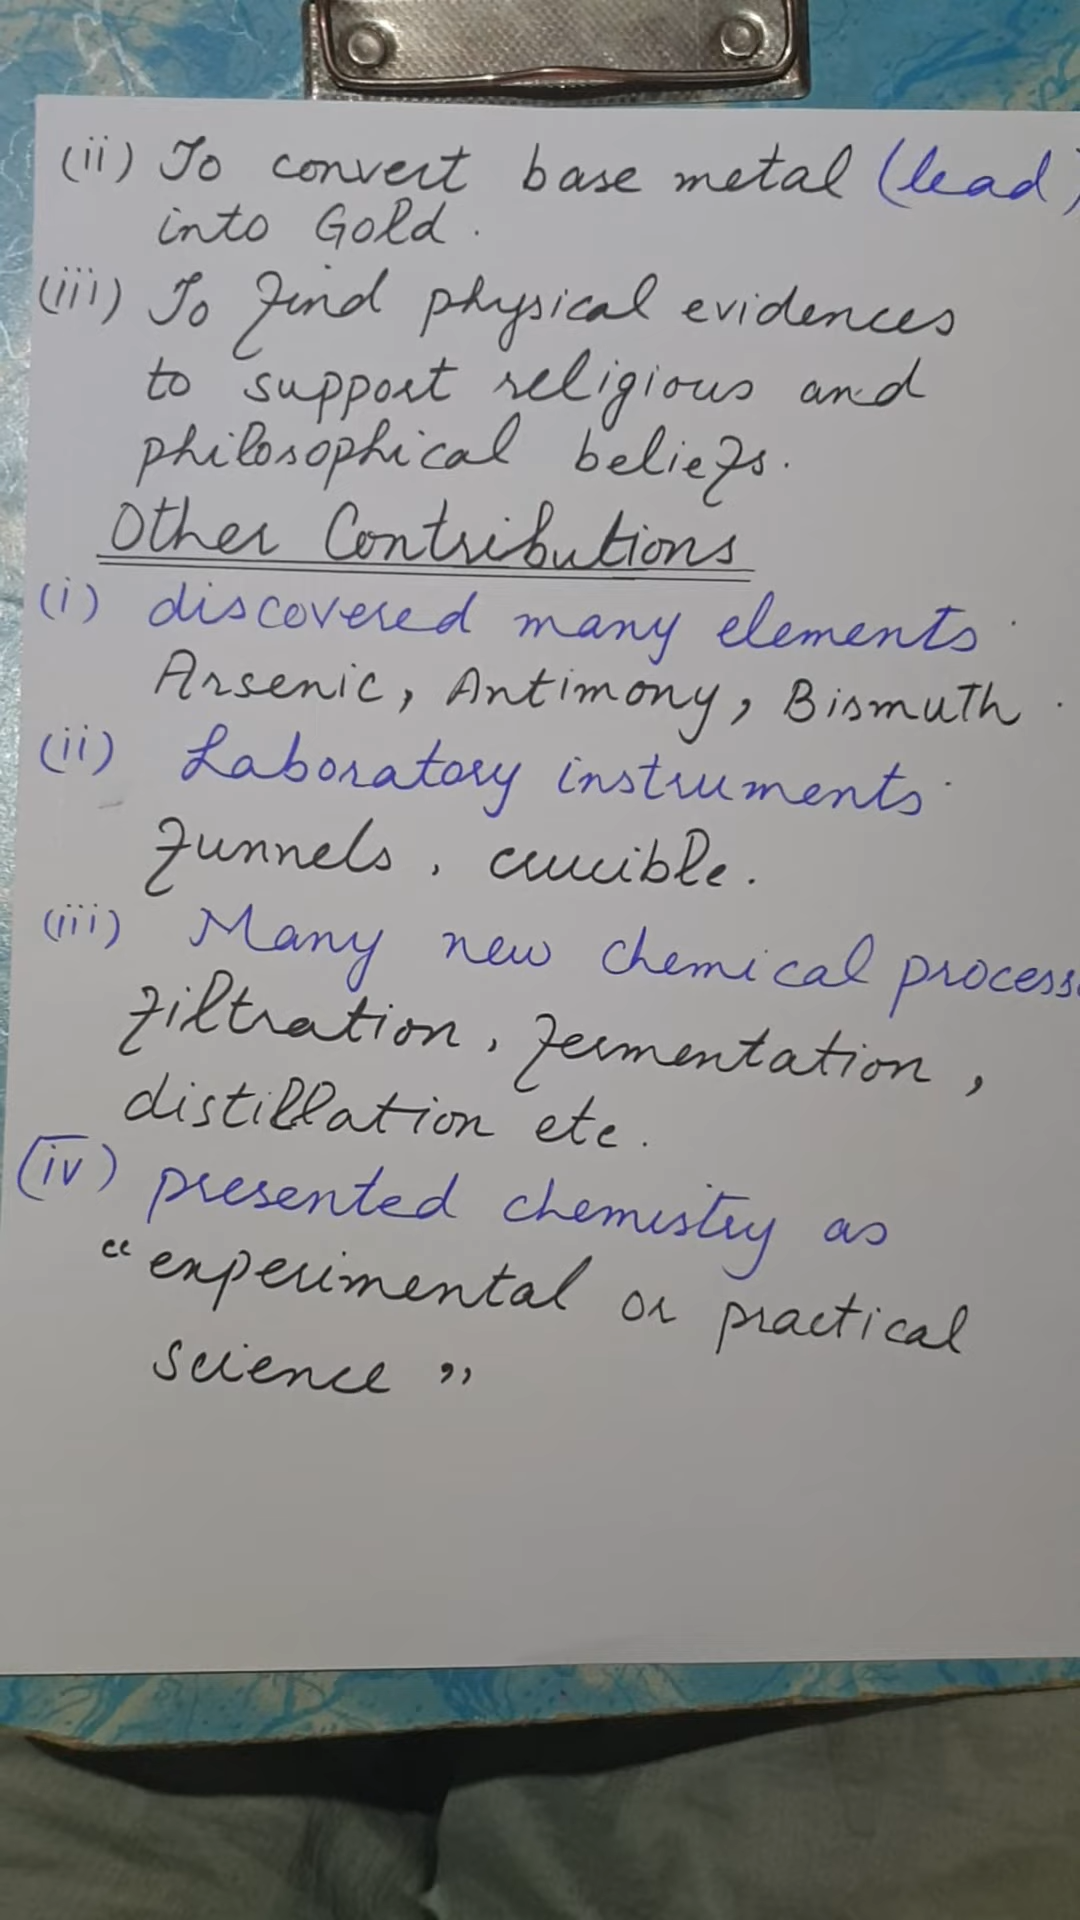 (ii) To convert base metal (lead)
into Gold.
(iii) To find physical evidences
to support religious and
philosophical beliefs.
Other Contributions
(i) discovered many elements.
Arsenic, Antimony, Bismuth.
(ii) Laboratory instruments.
funnels, crucible.
(iii) Many new chemical process
filtration, fermentation,
distillation etc.
(iv) presented chemistry as
"experimental or practical
science"